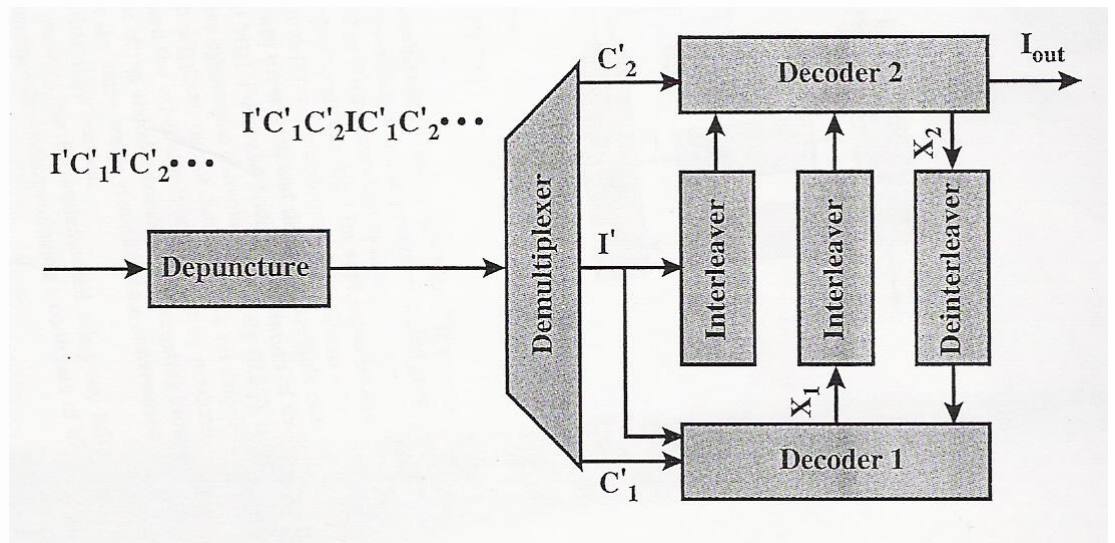 I'C'₁I'C'₂•••
I'C'₁C'₂IC'₁C'₂•••
Depuncture
Demultiplexer
C'₂
I'
C'₁
Decoder 2
I_out
Interleaver
Interleaver
X₂
Deinterleaver
X₁
Decoder 1